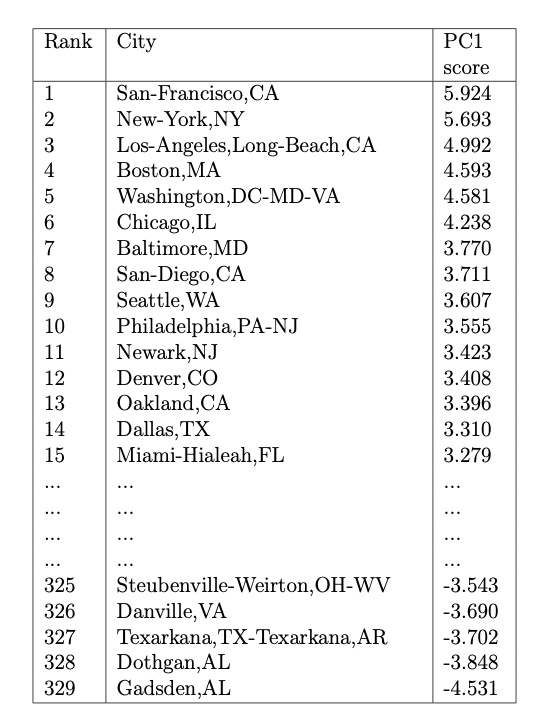 Rank City PC1
score
1 San-Francisco,CA 5.924
2 New-York,NY 5.693
3 Los-Angeles,Long-Beach,CA 4.992
4 Boston,MA 4.593
5 Washington,DC-MD-VA 4.581
6 Chicago,IL 4.238
7 Baltimore,MD 3.770
8 San-Diego,CA 3.711
9 Seattle,WA 3.607
10 Philadelphia,PA-NJ 3.555
11 Newark,NJ 3.423
12 Denver,CO 3.408
13 Oakland,CA 3.396
14 Dallas,TX 3.310
15 Miami-Hialeah,FL 3.279
... ... ...
... ... ...
... ... ...
... ... ...
325 Steubenville-Weirton,OH-WV -3.543
326 Danville,VA -3.690
327 Texarkana,TX-Texarkana,AR -3.702
328 Dothgan,AL -3.848
329 Gadsden,AL -4.531